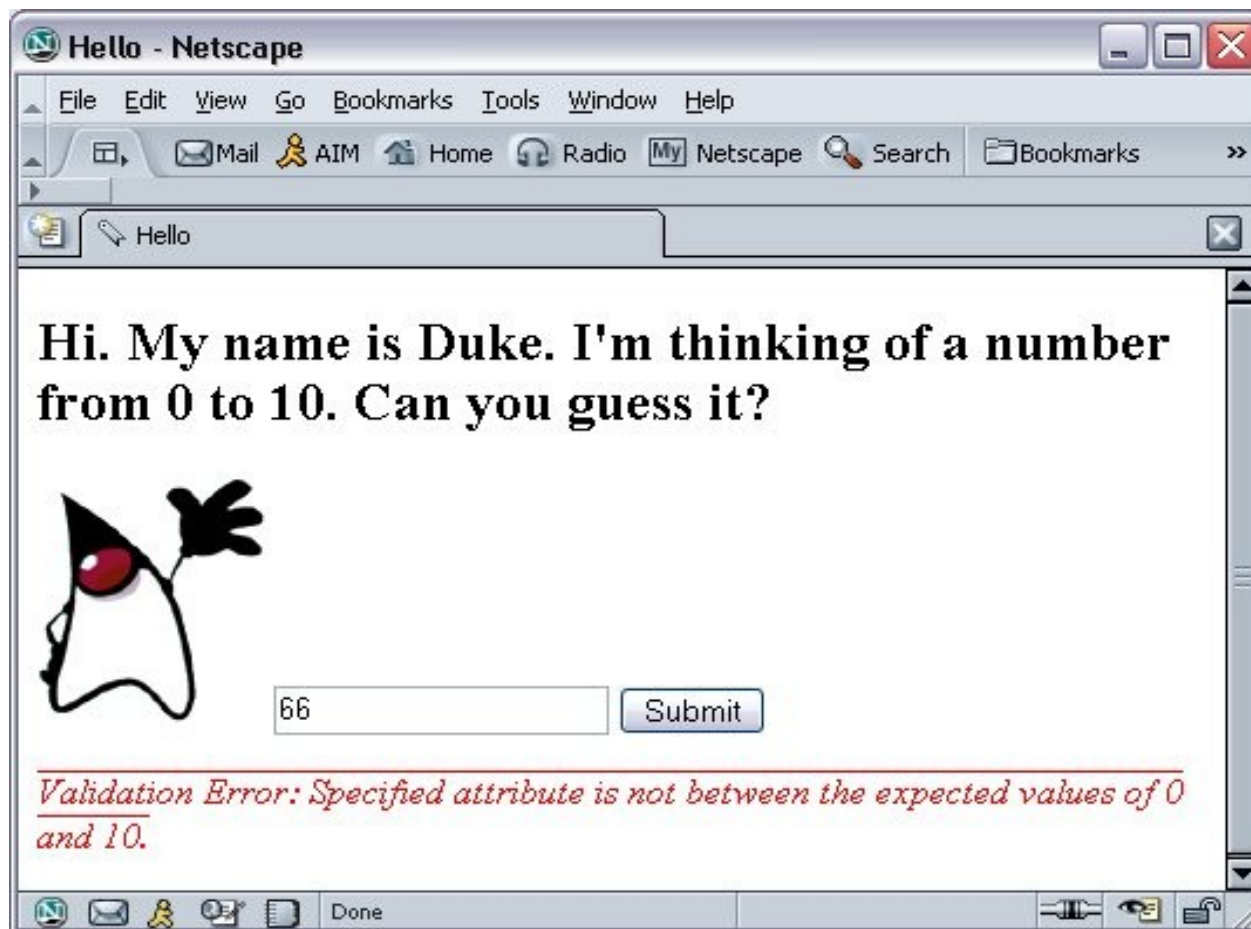 Hello - Netscape
File Edit View Go Bookmarks Tools Window Help
Mail AIM Home Radio My Netscape Search Bookmarks »
Hello
Hi. My name is Duke. I'm thinking of a number
from 0 to 10. Can you guess it?
66 Submit
Validation Error: Specified attribute is not between the expected values of 0
and 10.
Done